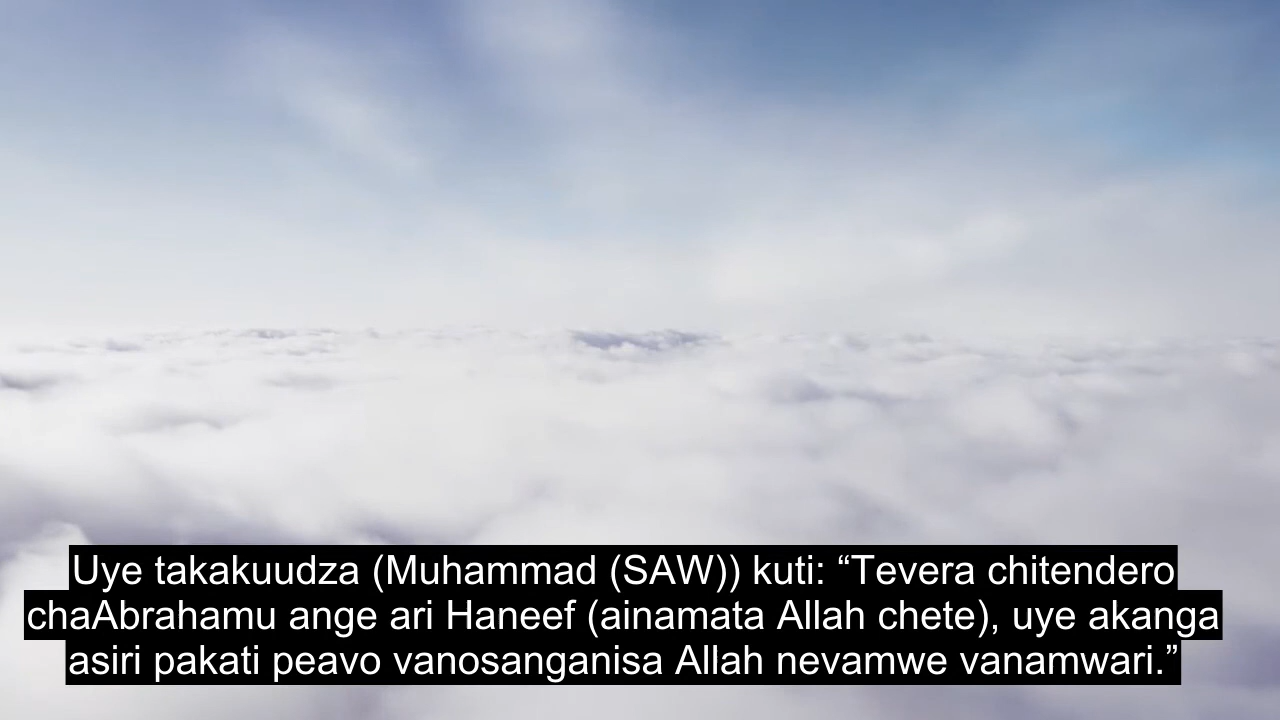 Uye takakuudza (Muhammad (SAW)) kuti: “Tevera chitendero
chaAbrahamu ange ari Haneef (ainamata Allah chete), uye akanga
asiri pakati peavo vanosanganisa Allah nevamwe vanamwari.”